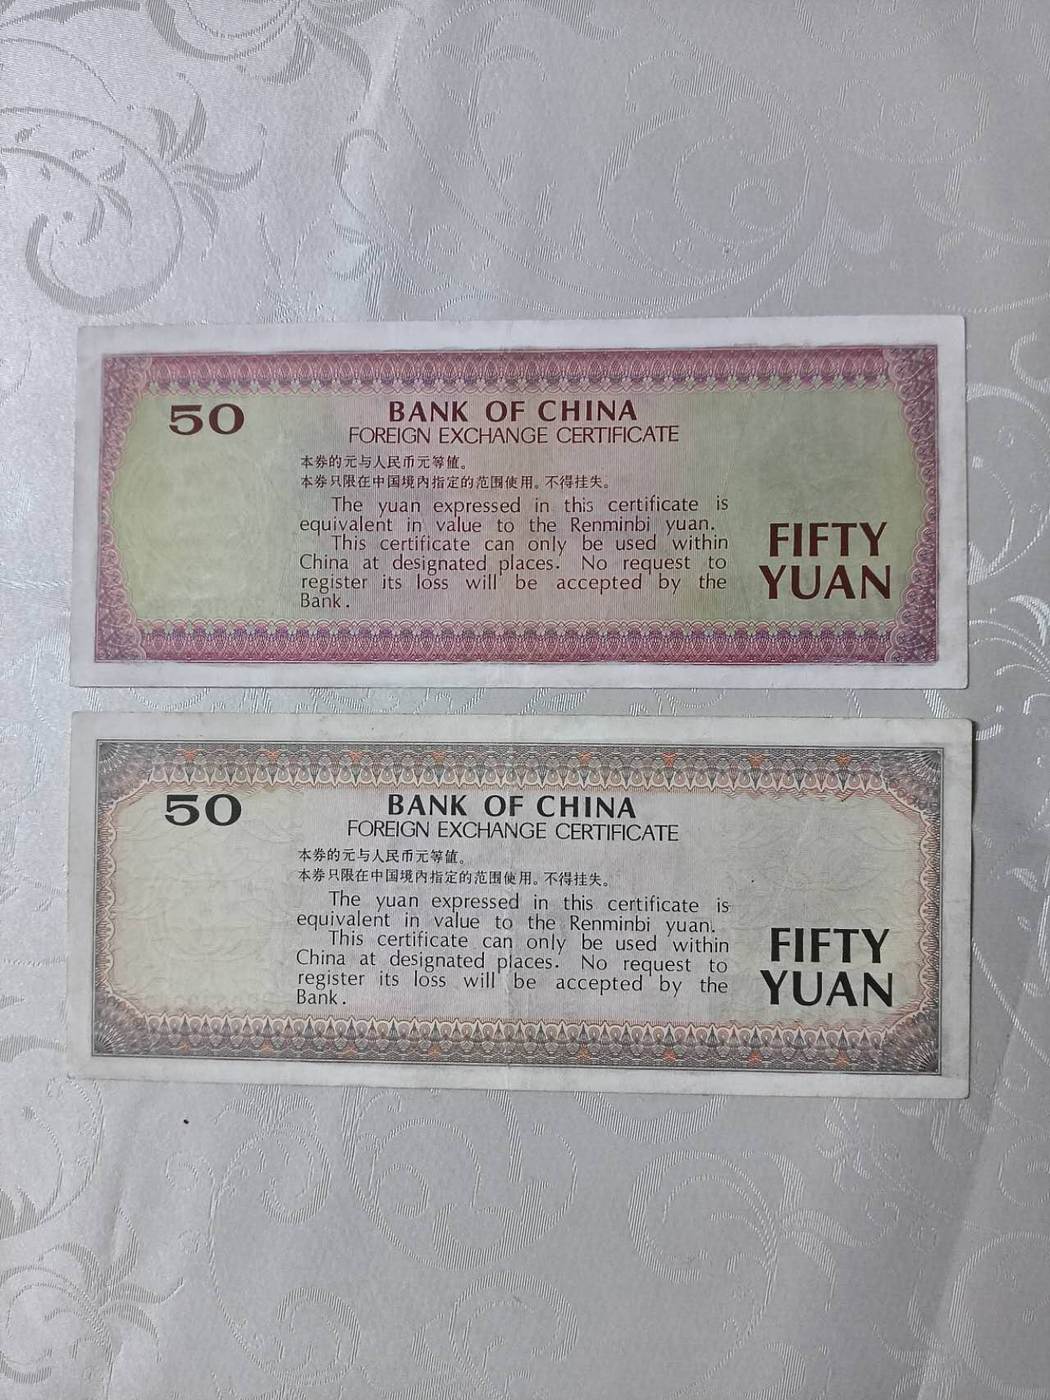 50
BANK OF CHINA
FOREIGN EXCHANGE CERTIFICATE
本券的元与人民币元等值。
本券只限在中国境内指定的范围使用。不得挂失。
The yuan expressed in this certificate is
equivalent in value to the Renminbi yuan.
This certificate can only be used within
China at designated places. No request to
register its loss will be accepted by the
Bank.
FIFTY
YUAN
50
BANK OF CHINA
FOREIGN EXCHANGE CERTIFICATE
本券的元与人民币元等值。
本券只限在中国境内指定的范围使用。不得挂失。
The yuan expressed in this certificate is
equivalent in value to the Renminbi yuan.
This certificate can only be used within
China at designated places. No request to
register its loss will be accepted by the
Bank.
FIFTY
YUAN